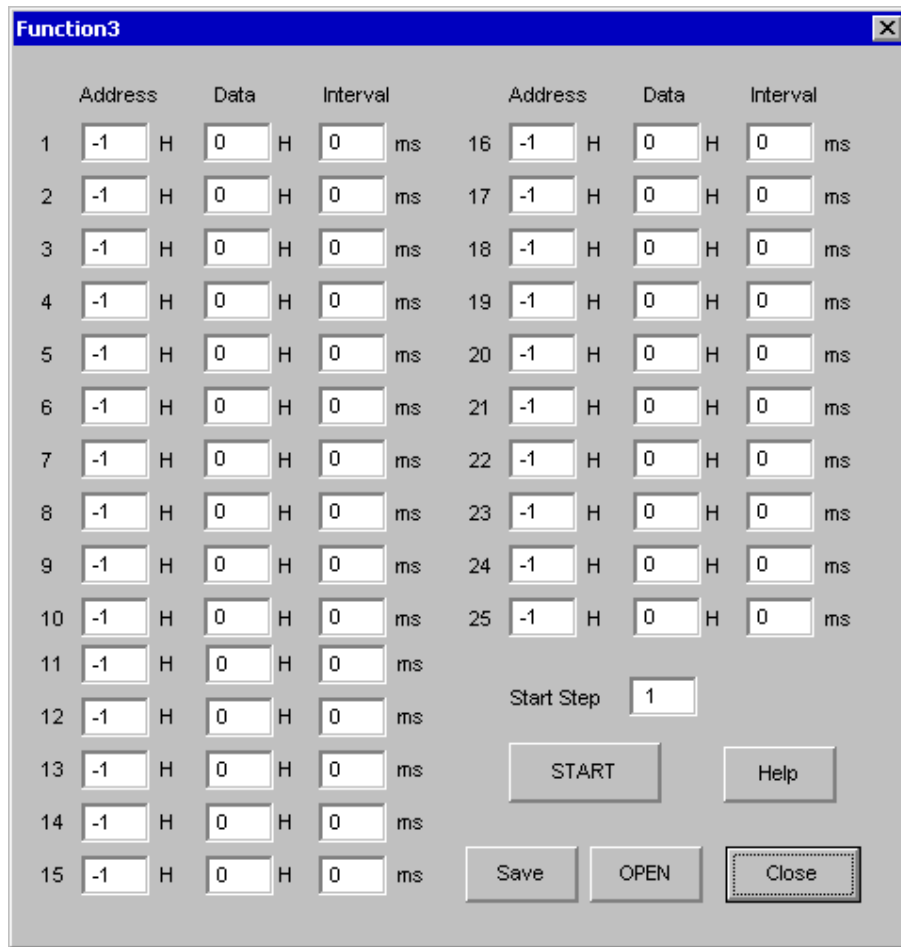 Function3
Address Data Interval Address Data Interval
1 -1 H 0 H 0 ms 16 -1 H 0 H 0 ms
2 -1 H 0 H 0 ms 17 -1 H 0 H 0 ms
3 -1 H 0 H 0 ms 18 -1 H 0 H 0 ms
4 -1 H 0 H 0 ms 19 -1 H 0 H 0 ms
5 -1 H 0 H 0 ms 20 -1 H 0 H 0 ms
6 -1 H 0 H 0 ms 21 -1 H 0 H 0 ms
7 -1 H 0 H 0 ms 22 -1 H 0 H 0 ms
8 -1 H 0 H 0 ms 23 -1 H 0 H 0 ms
9 -1 H 0 H 0 ms 24 -1 H 0 H 0 ms
10 -1 H 0 H 0 ms 25 -1 H 0 H 0 ms
11 -1 H 0 H 0 ms
12 -1 H 0 H 0 ms Start Step 1
13 -1 H 0 H 0 ms START Help
14 -1 H 0 H 0 ms
15 -1 H 0 H 0 ms Save OPEN Close